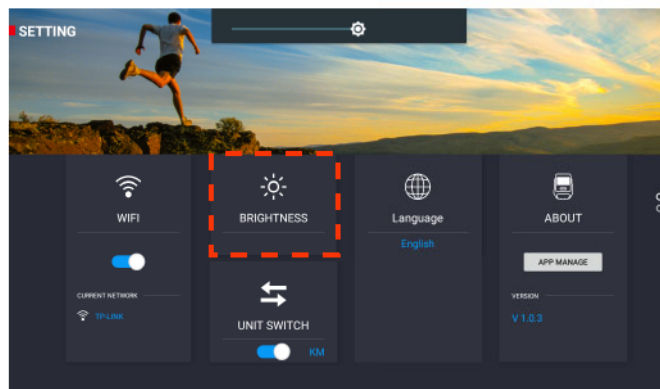 SETTING
WIFI
CURRENT NETWORK
TP-LINK
BRIGHTNESS
UNIT SWITCH
KM
Language
English
ABOUT
APP MANAGE
VERSION
V 1.0.3